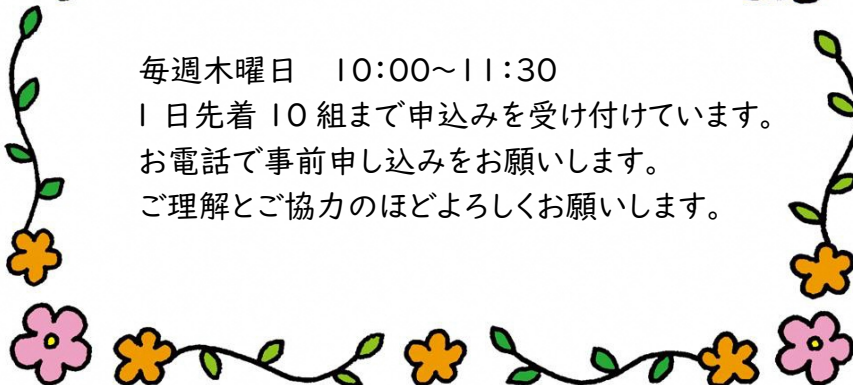 毎週木曜日　10:00~11:30
1日先着10組まで申込みを受け付けています。
お電話で事前申し込みをお願いします。
ご理解とご協力のほどよろしくお願いします。